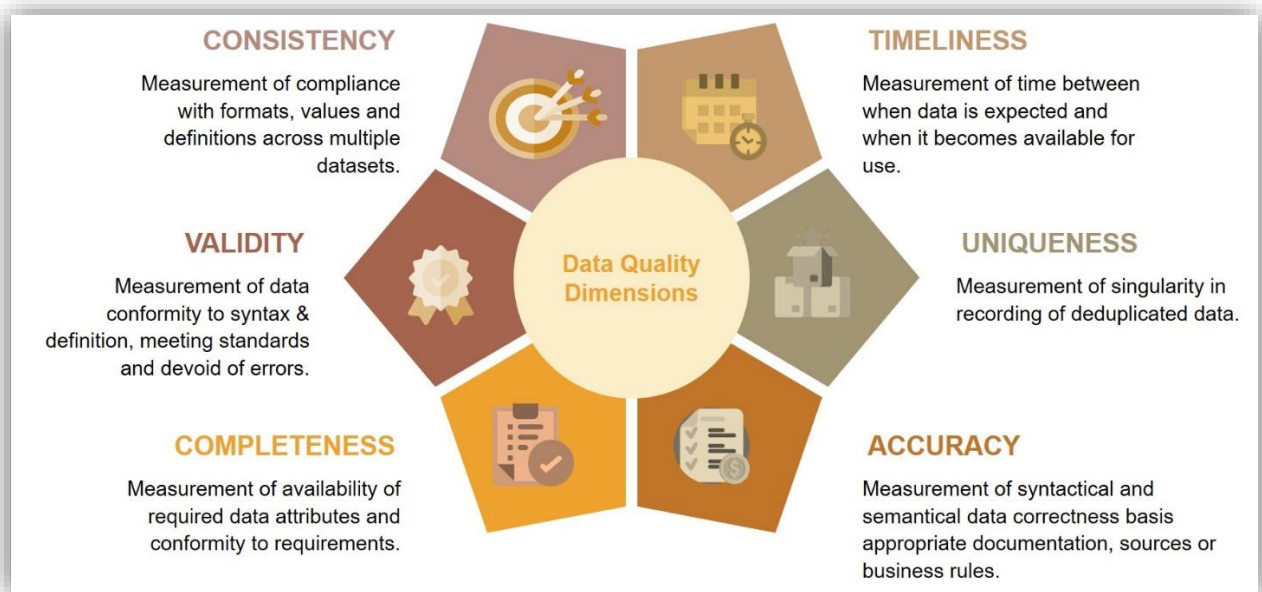 CONSISTENCY
Measurement of compliance
with formats, values and
definitions across multiple
datasets.
TIMELINESS
Measurement of time between
when data is expected and
when it becomes available for
use.
VALIDITY
Measurement of data
conformity to syntax &
definition, meeting standards
and devoid of errors.
Data Quality
Dimensions
UNIQUENESS
Measurement of singularity in
recording of deduplicated data.
COMPLETENESS
Measurement of availability of
required data attributes and
conformity to requirements.
$
ACCURACY
Measurement of syntactical and
semantical data correctness basis
appropriate documentation, sources or
business rules.